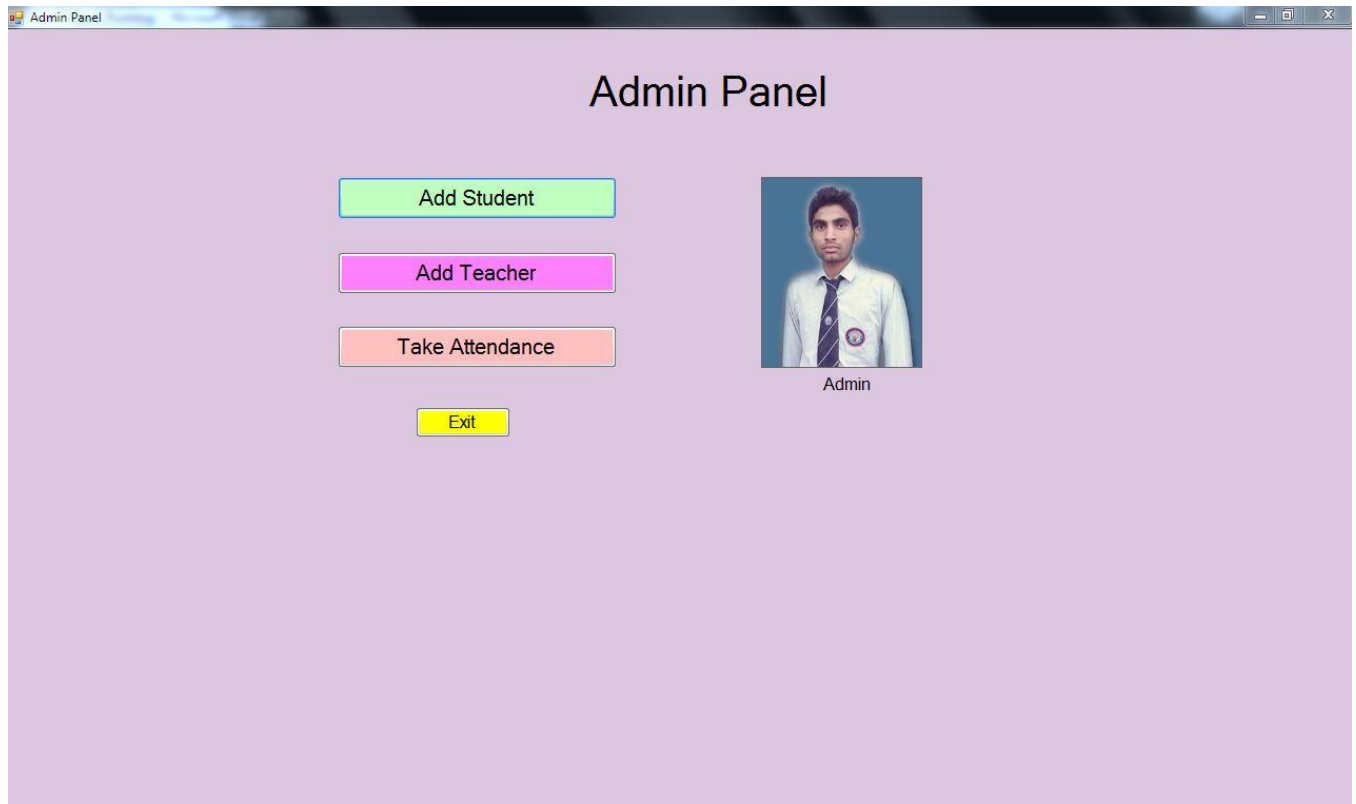 Admin Panel
Admin Panel
Add Student
Add Teacher
Take Attendance
Exit
Admin